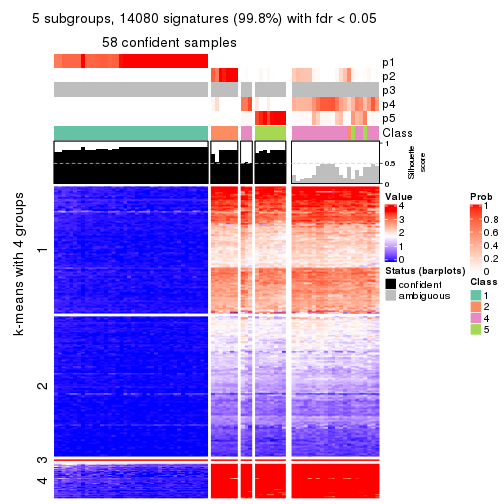 5 subgroups, 14080 signatures (99.8%) with fdr < 0.05
58 confident samples
p1
p2
p3
p4
p5
Class
1
0.5
0
Silhouette
score
k-means with 4 groups
1
2
3
4
Value
4
3
2
1
0
Status (barplots)
confident
ambiguous
Prob
1
0.8
0.6
0.4
0.2
0
Class
1
2
4
5